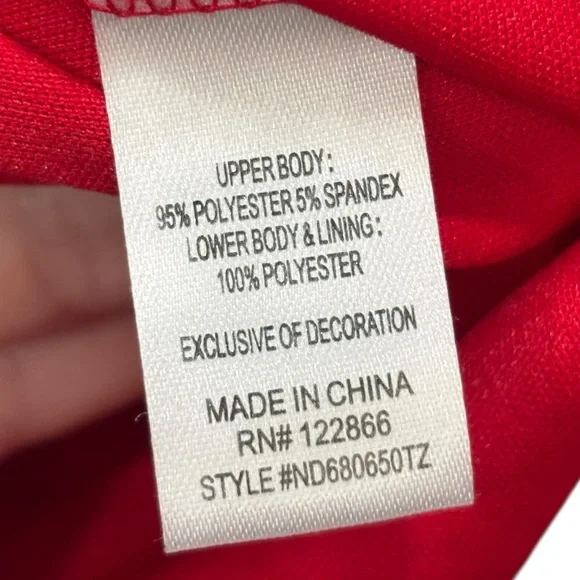 UPPER BODY:
95% POLYESTER 5% SPANDEX
LOWER BODY & LINING:
100% POLYESTER
EXCLUSIVE OF DECORATION
MADE IN CHINA
RN# 122866
STYLE #ND680650TZ